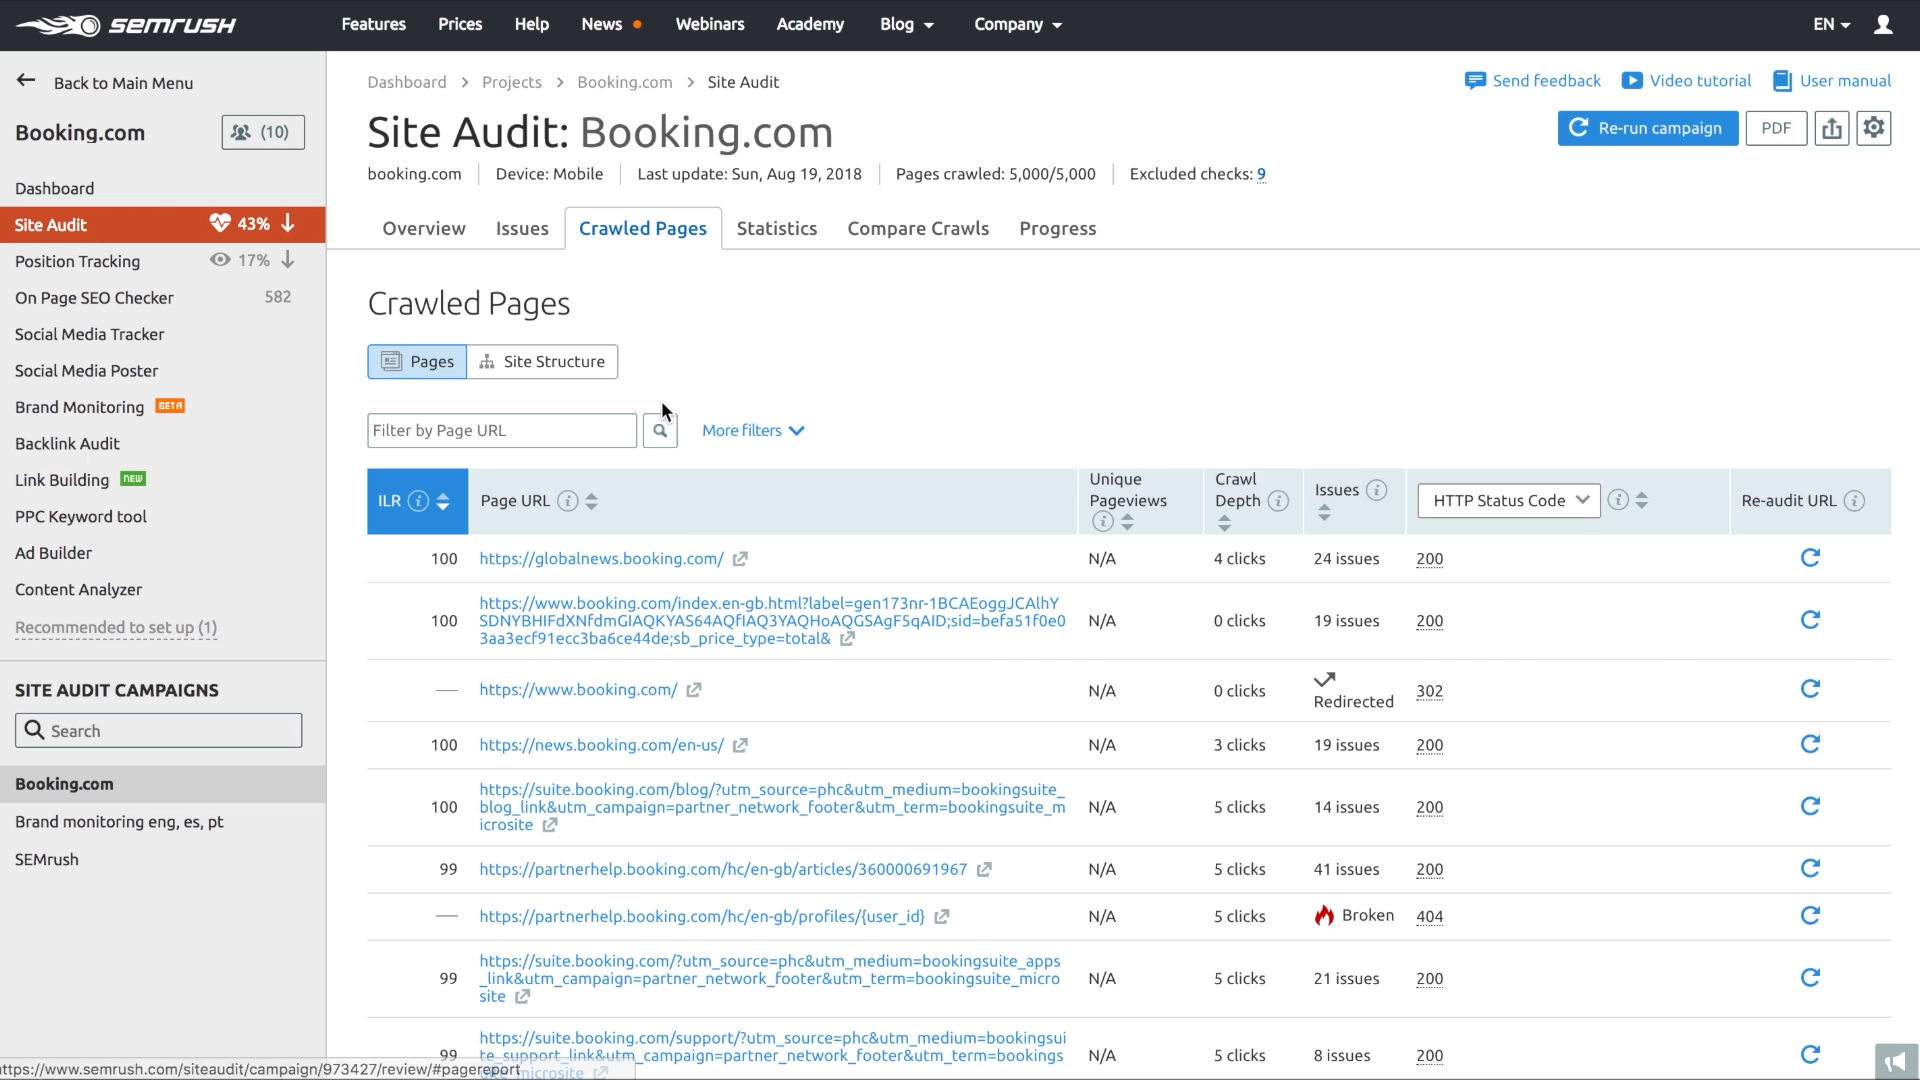 semrush
Features
Prices
Help
News
Webinars
Academy
Blog
Company
EN
Back to Main Menu
Booking.com
(10)
Dashboard
Site Audit 43%
Position Tracking 17%
On Page SEO Checker 582
Social Media Tracker
Social Media Poster
Brand Monitoring BETA
Backlink Audit
Link Building NEW
PPC Keyword tool
Ad Builder
Content Analyzer
Recommended to set up (1)
SITE AUDIT CAMPAIGNS
Search
Booking.com
Brand monitoring eng, es, pt
SEMrush
Dashboard > Projects > Booking.com > Site Audit
Send feedback
Video tutorial
User manual
Site Audit: Booking.com
Re-run campaign
PDF
booking.com
Device: Mobile
Last update: Sun, Aug 19, 2018
Pages crawled: 5,000/5,000
Excluded checks: 9
Overview
Issues
Crawled Pages
Statistics
Compare Crawls
Progress
Crawled Pages
Pages
Site Structure
Filter by Page URL
More filters
ILR
Page URL
Unique
Pageviews
Crawl
Depth
Issues
HTTP Status Code
Re-audit URL
100 https://globalnews.booking.com/ N/A 4 clicks 24 issues 200
https://www.booking.com/index.en-gb.html?label=gen173nr-1BCAEoggJCAlhY
100 SDNYBHIFdXNfdmGIAQKYAS64AQfIAQ3YAQHoAQGSAgF5qAID;sid=befa51f0e0 N/A 0 clicks 19 issues 200
3aa3ecf91ecc3ba6ce44de;sb_price_type=total&
— https://www.booking.com/ N/A 0 clicks Redirected 302
100 https://news.booking.com/en-us/ N/A 3 clicks 19 issues 200
https://suite.booking.com/blog/?utm_source=phc&utm_medium=bookingsuite_
100 blog_link&utm_campaign=partner_network_footer&utm_term=bookingsuite_m N/A 5 clicks 14 issues 200
icrosite
99 https://partnerhelp.booking.com/hc/en-gb/articles/360000691967 N/A 5 clicks 41 issues 200
— https://partnerhelp.booking.com/hc/en-gb/profiles/{user_id} N/A 5 clicks Broken 404
https://suite.booking.com/?utm_source=phc&utm_medium=bookingsuite_apps
99 _link&utm_campaign=partner_network_footer&utm_term=bookingsuite_micro N/A 5 clicks 21 issues 200
site
https://suite.booking.com/support/?utm_source=phc&utm_medium=bookingsui
99 te_support_link&utm_campaign=partner_network_footer&utm_term=bookings N/A 5 clicks 8 issues 200
uite_microsite
ttps://www.semrush.com/siteaudit/campaign/973427/review/#pagereport